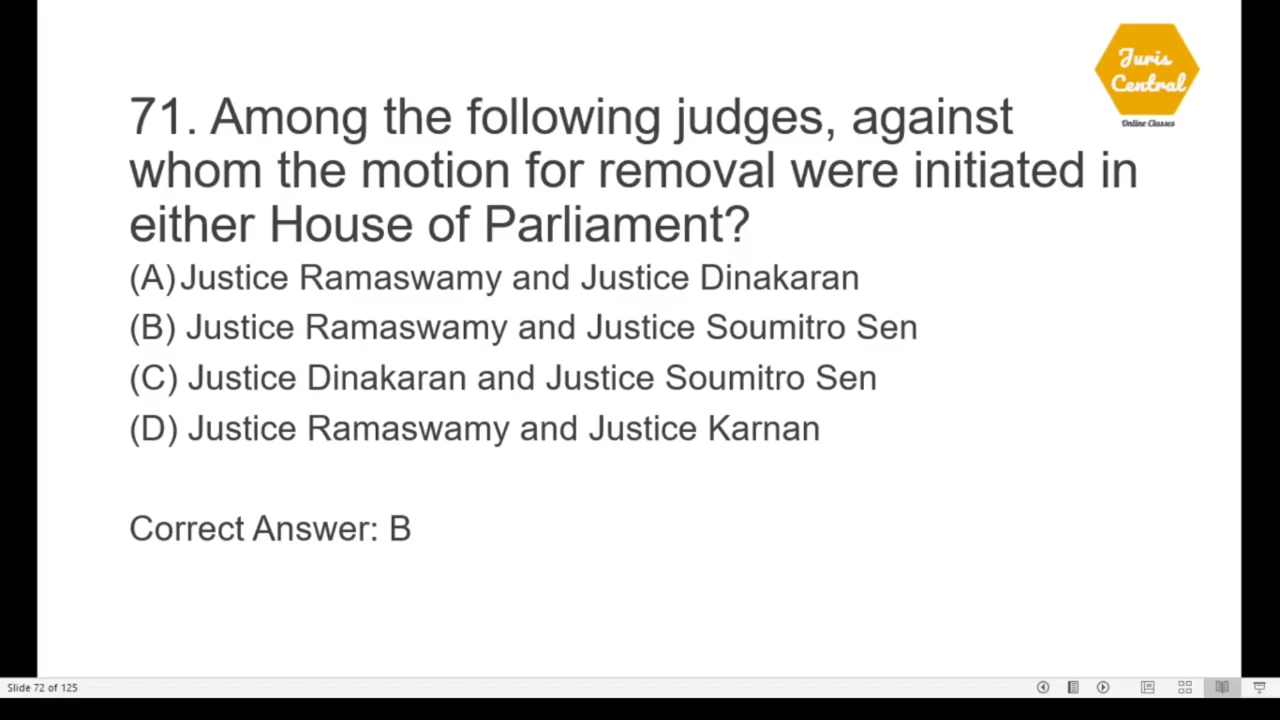 Juris
Central
Online Classes
71. Among the following judges, against
whom the motion for removal were initiated in
either House of Parliament?
(A) Justice Ramaswamy and Justice Dinakaran
(B) Justice Ramaswamy and Justice Soumitro Sen
(C) Justice Dinakaran and Justice Soumitro Sen
(D) Justice Ramaswamy and Justice Karnan
Correct Answer: B
Slide 72 of 125